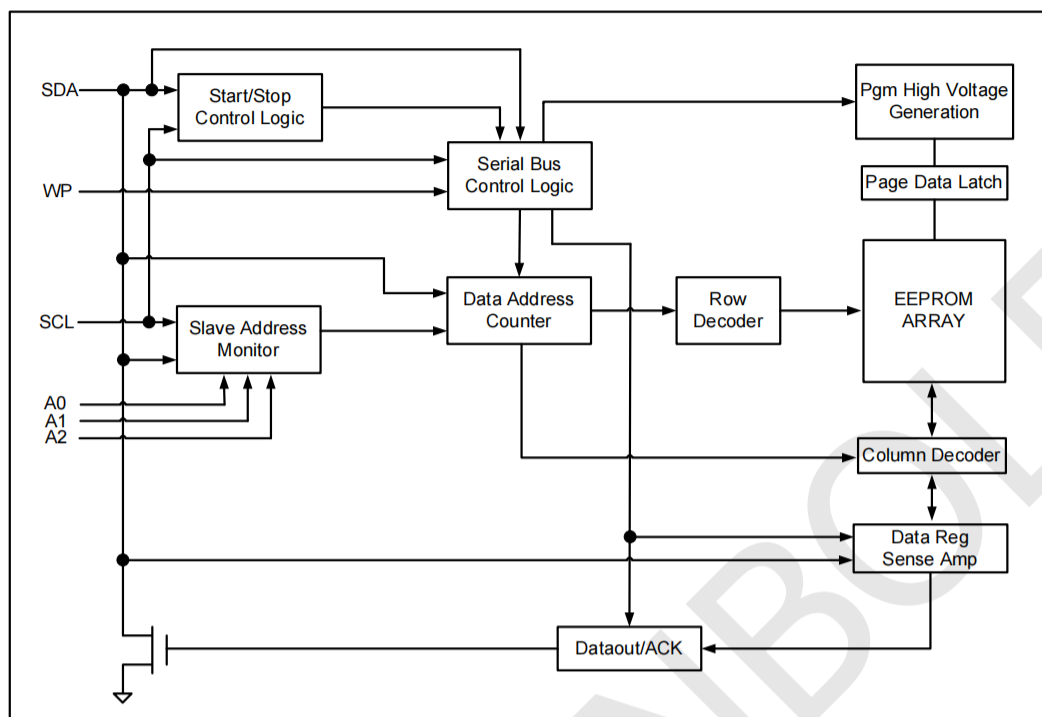 SDA
Start/Stop
Control Logic
Pgm High Voltage
Generation
Serial Bus
Control Logic
WP
Page Data Latch
Data Address
Counter
Row
Decoder
EEPROM
ARRAY
SCL
Slave Address
Monitor
A0
A1
A2
Column Decoder
Data Reg
Sense Amp
Dataout/ACK